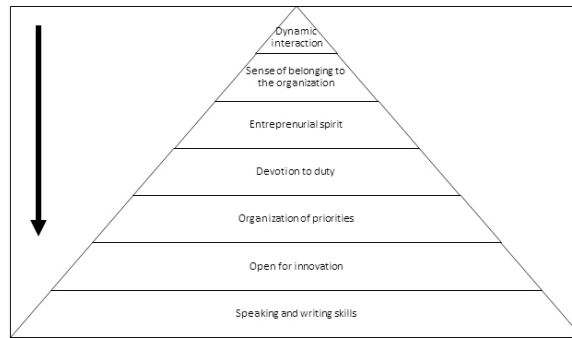 Dynamic
interaction
Sense of belonging to
the organization
Entreprenurial spirit
Devotion to duty
Organization of priorities
Open for innovation
Speaking and writing skills